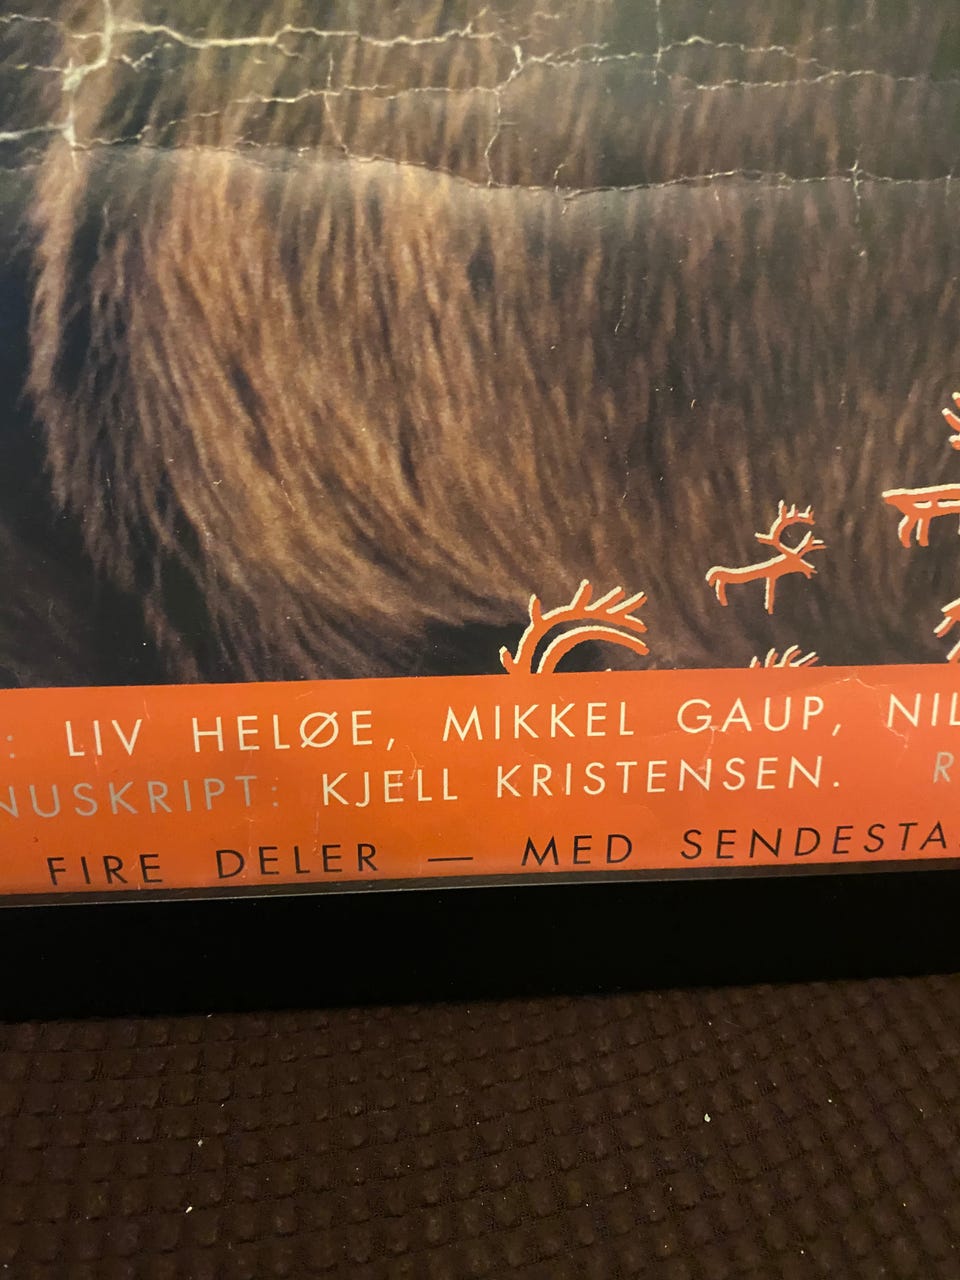 : LIV HELØE, MIKKEL GAUP, NIL
NUSKRIPT: KJELL KRISTENSEN. R
FIRE DELER — MED SENDESTA